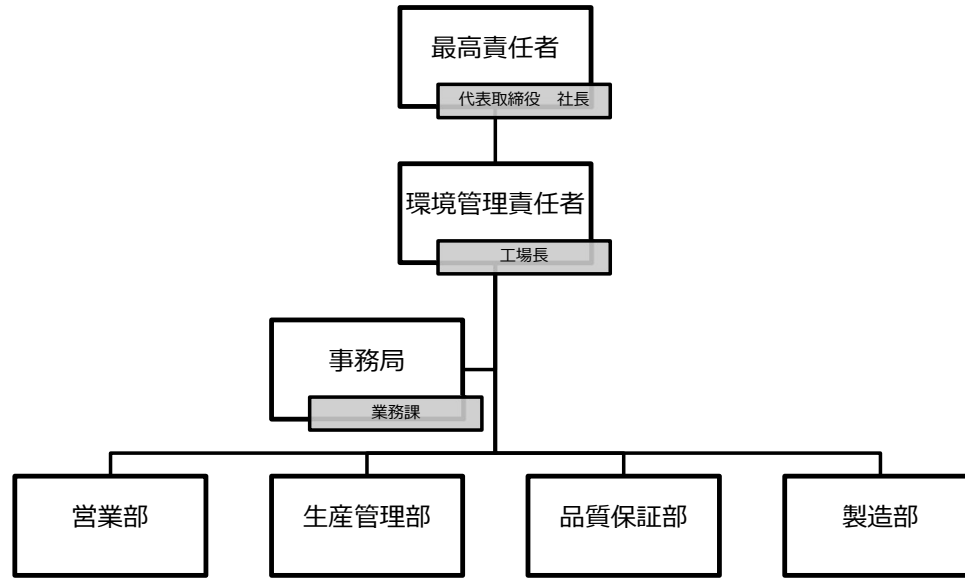 最高責任者
代表取締役　社長
環境管理責任者
工場長
事務局
業務課
営業部
生産管理部
品質保証部
製造部